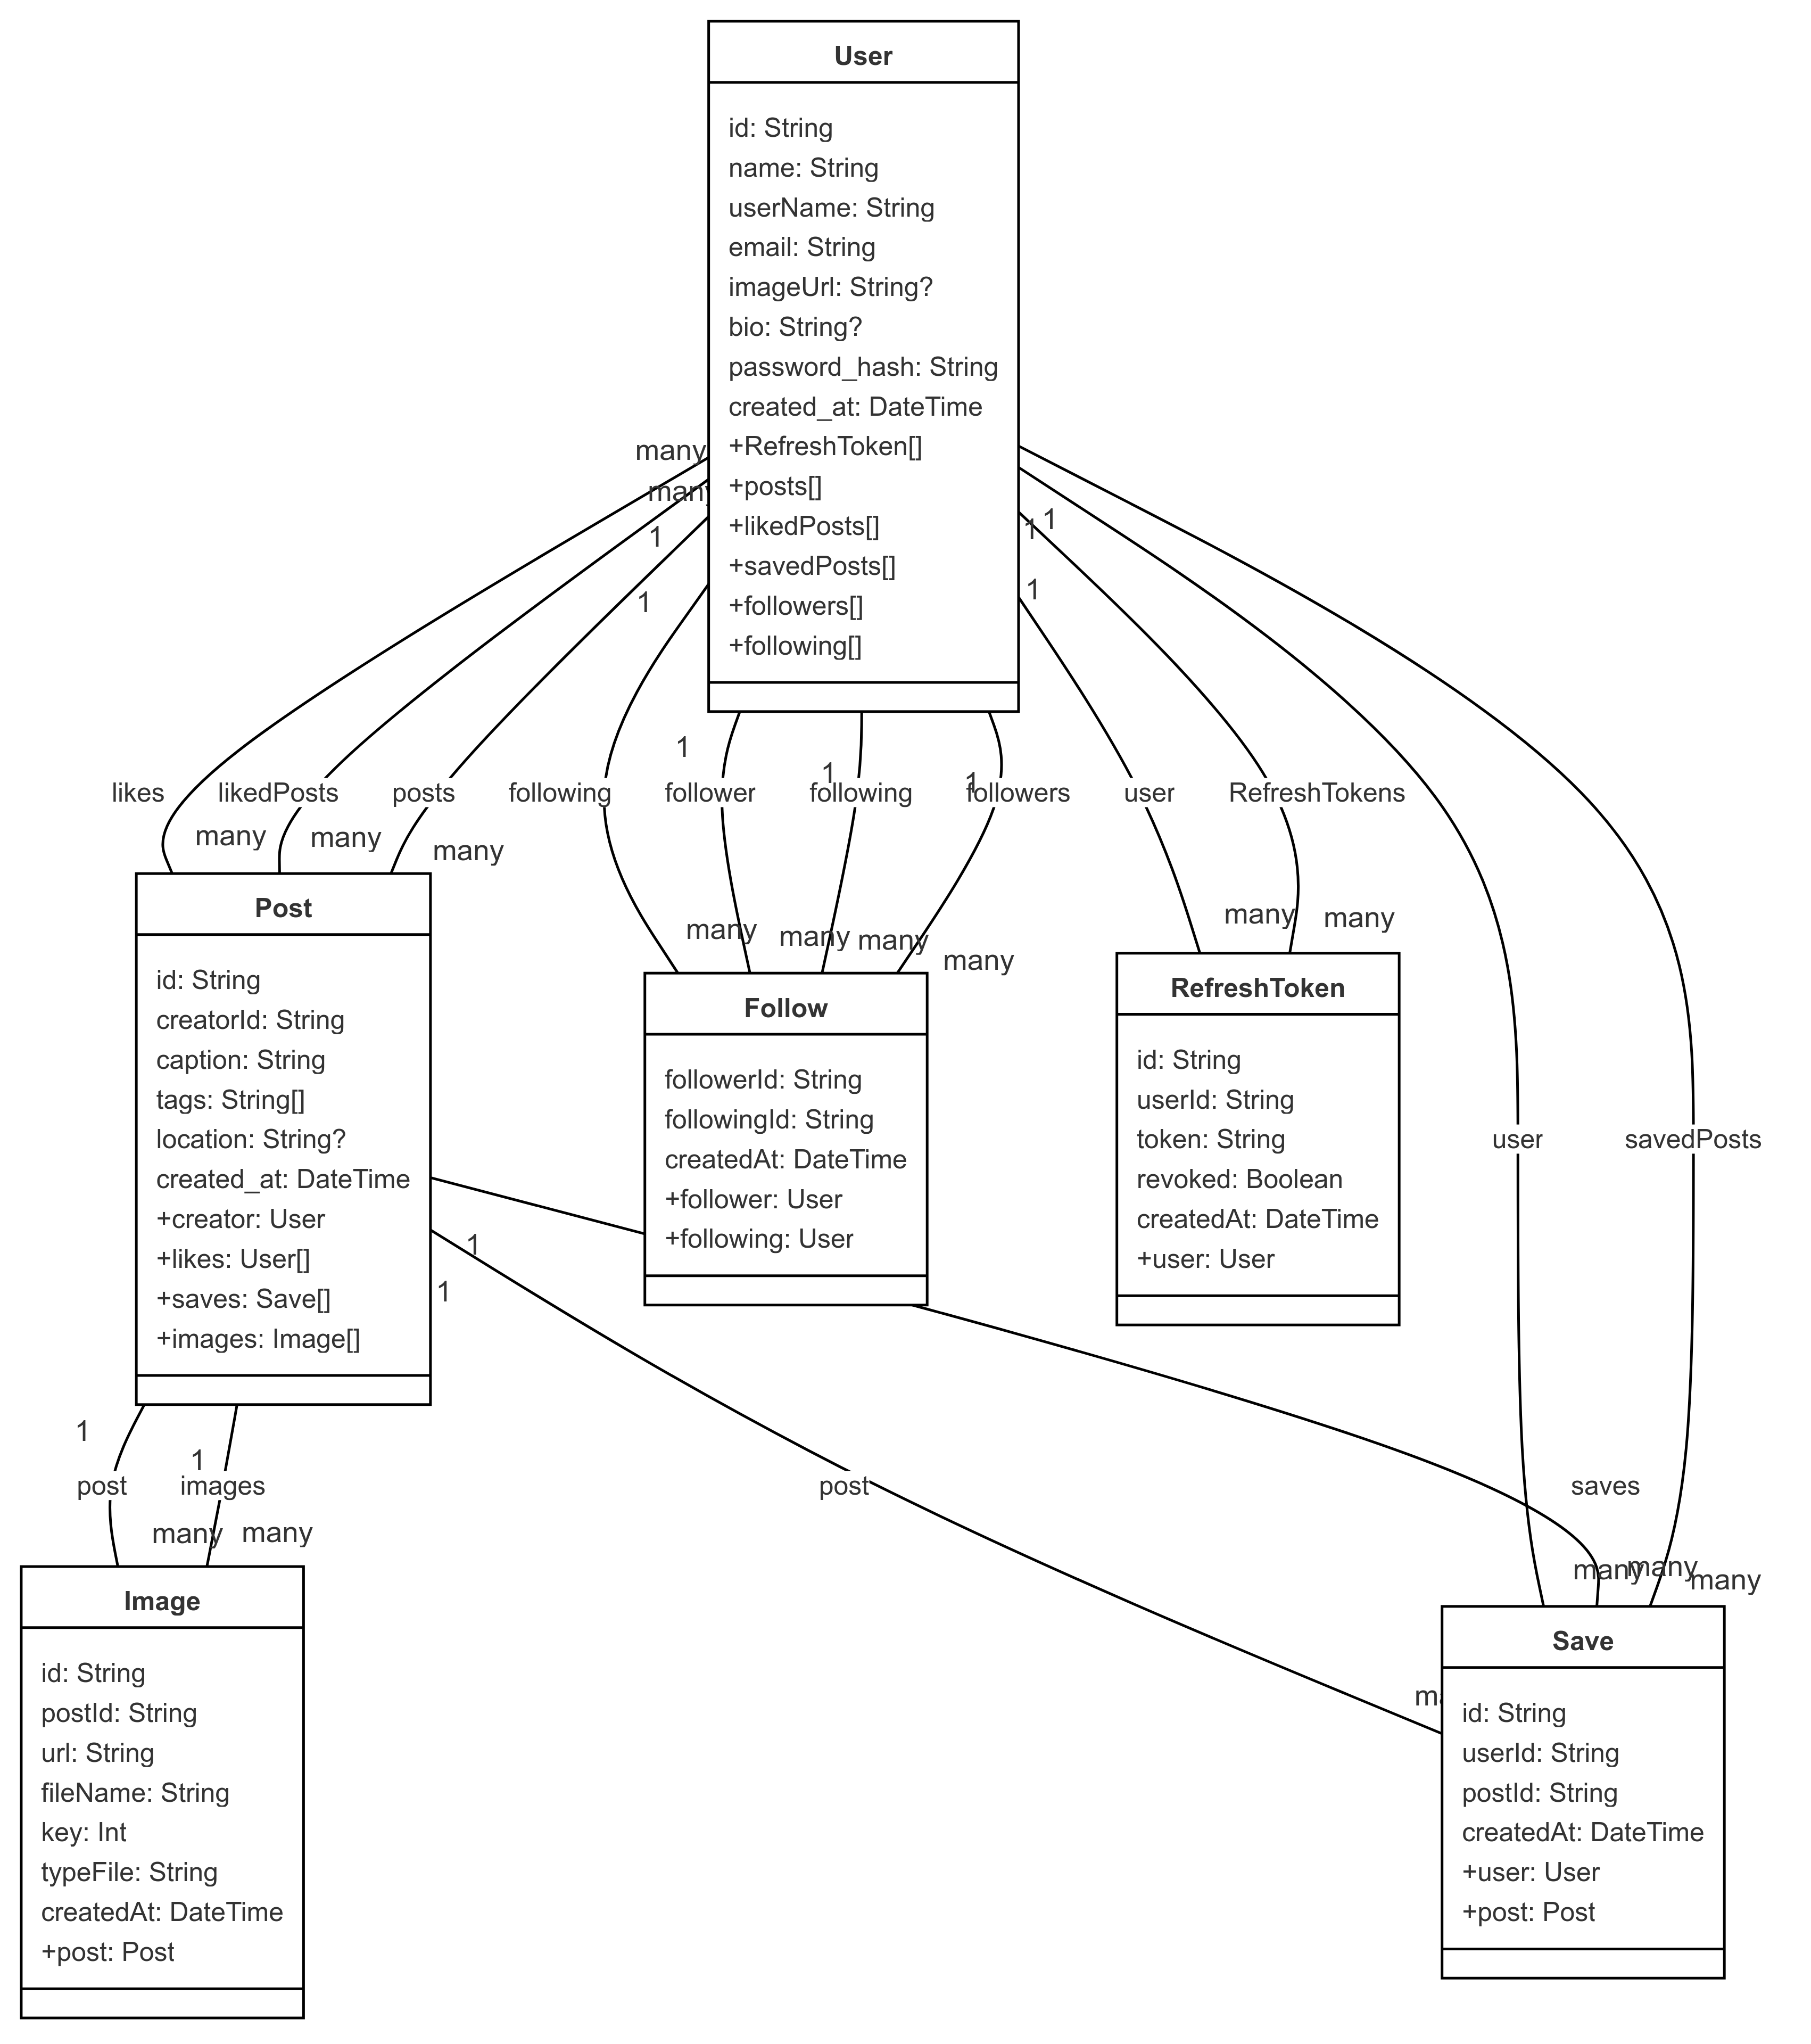 User
id: String
name: String
userName: String
email: String
imageUrl: String?
bio: String?
password_hash: String
created_at: DateTime
+RefreshToken[]
+posts[]
+likedPosts[]
+savedPosts[]
+followers[]
+following[]
many
many
1
1
1
1
1
1
1
1
likes
likedPosts
posts
following
follower
following
followers
user
RefreshTokens
many
many
many
many
many
many
many
many
many
Post
id: String
creatorId: String
caption: String
tags: String[]
location: String?
created_at: DateTime
+creator: User
+likes: User[]
+saves: Save[]
+images: Image[]
Follow
followerId: String
followingId: String
createdAt: DateTime
+follower: User
+following: User
RefreshToken
id: String
userId: String
token: String
revoked: Boolean
createdAt: DateTime
+user: User
user
savedPosts
1
1
1
1
post
images
post
saves
many
many
many
many
many
Image
id: String
postId: String
url: String
fileName: String
key: Int
typeFile: String
createdAt: DateTime
+post: Post
Save
id: String
userId: String
postId: String
createdAt: DateTime
+user: User
+post: Post